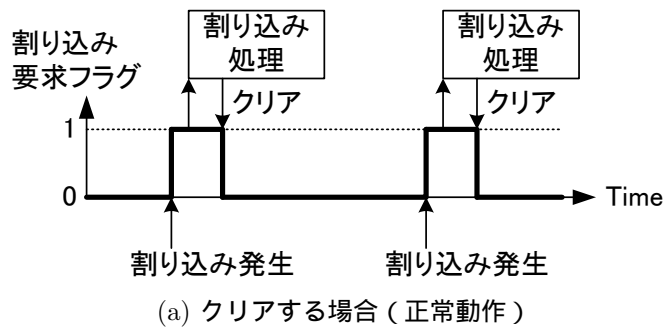 割り込み
要求フラグ
割り込み
処理
割り込み
処理
クリア
クリア
1
0
Time
割り込み発生
割り込み発生
(a) クリアする場合（正常動作）